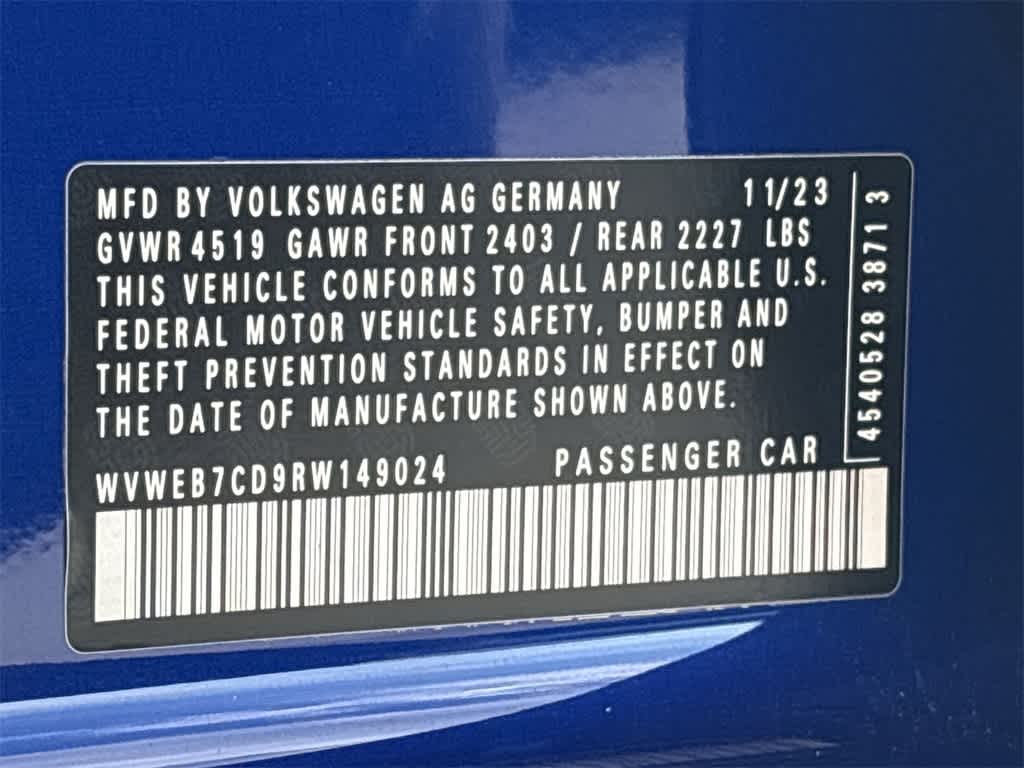 MFD BY VOLKSWAGEN AG GERMANY 11/23
GVWR 4519 GAWR FRONT 2403 / REAR 2227 LBS
THIS VEHICLE CONFORMS TO ALL APPLICABLE U.S.
FEDERAL MOTOR VEHICLE SAFETY, BUMPER AND
THEFT PREVENTION STANDARDS IN EFFECT ON
THE DATE OF MANUFACTURE SHOWN ABOVE.
WVWEB7CD9RW149024 PASSENGER CAR
4540528 3871 3